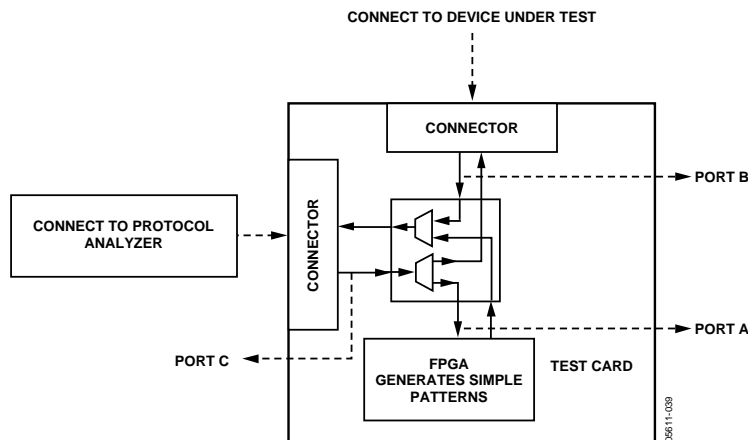 CONNECT TO DEVICE UNDER TEST
CONNECTOR
PORT B
CONNECT TO PROTOCOL
ANALYZER
CONNECTOR
PORT A
PORT C
FPGA
GENERATES SIMPLE
PATTERNS
TEST CARD
05611-039